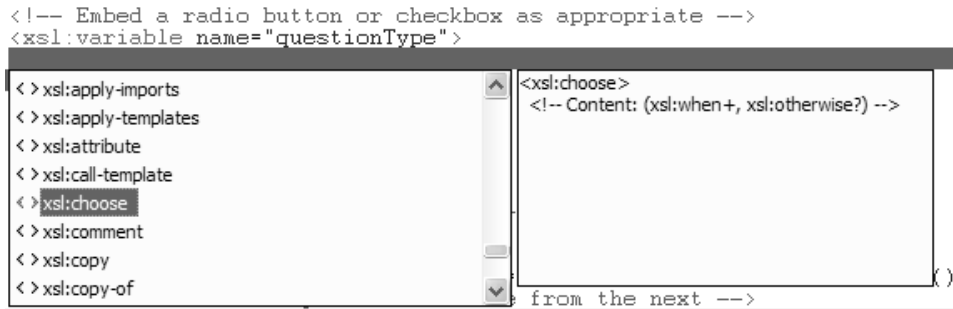 <!-- Embed a radio button or checkbox as appropriate -->
<xsl:variable name="questionType">
<> xsl:apply-imports
<> xsl:apply-templates
<> xsl:attribute
<> xsl:call-template
<> xsl:choose
<> xsl:comment
<> xsl:copy
<> xsl:copy-of
<xsl:choose>
<!-- Content: (xsl:when+, xsl:otherwise?) -->
()
from the next -->